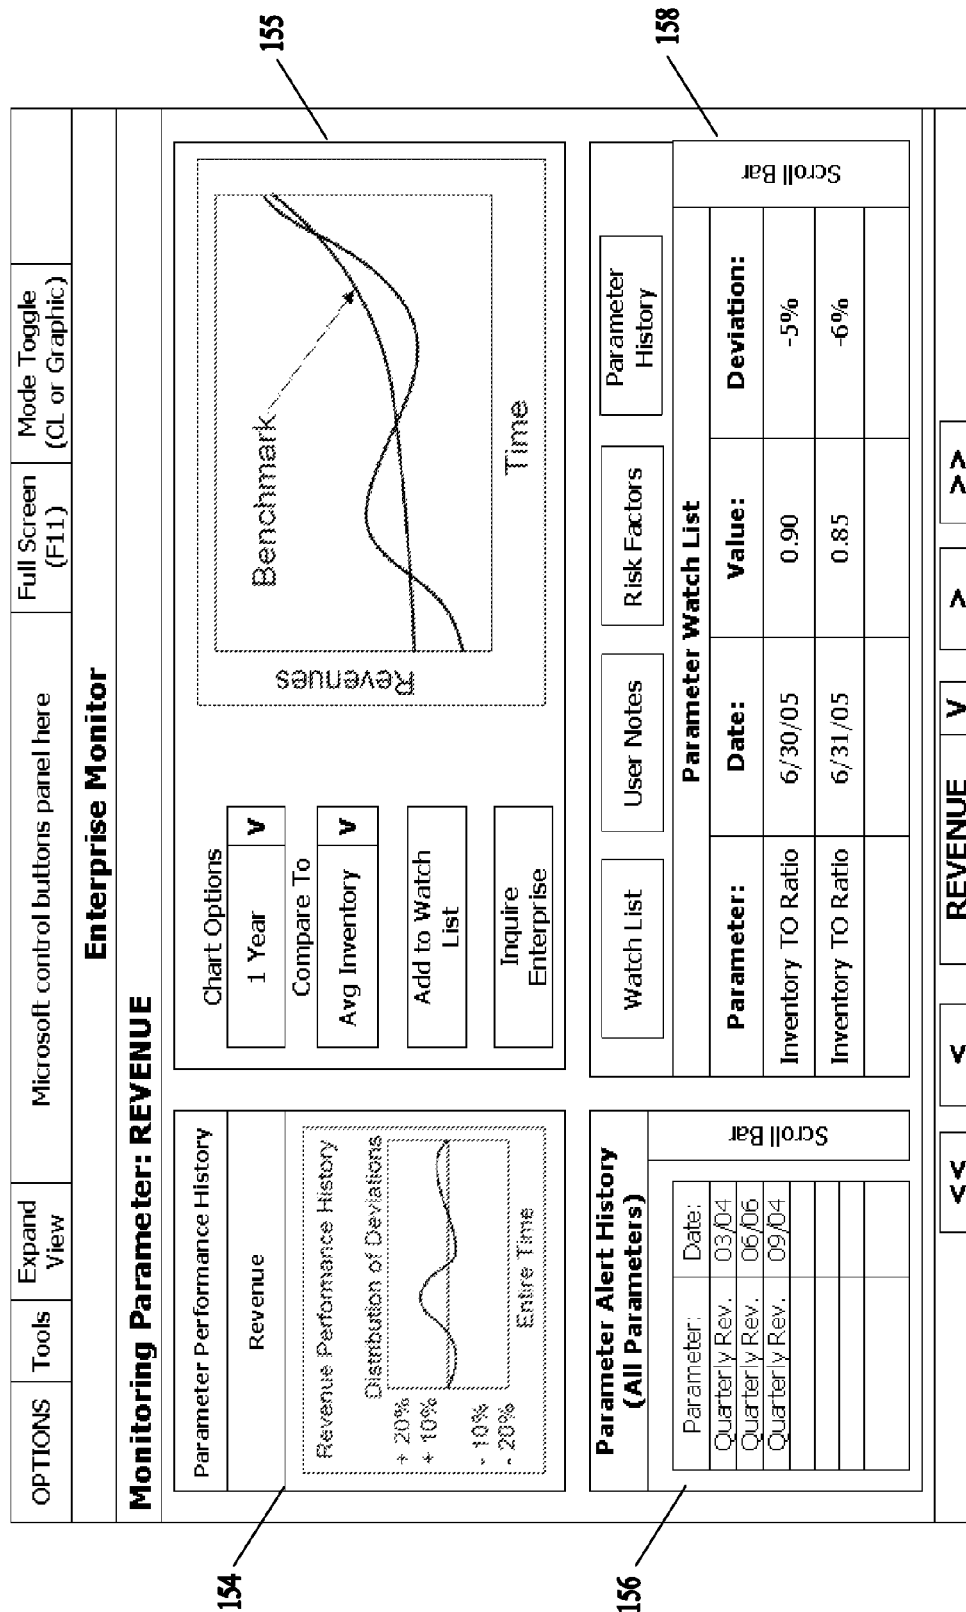 OPTIONS
Tools
Expand
View
Microsoft control buttons panel here
Full Screen
(F11)
Mode Toggle
(CL or Graphic)
Enterprise Monitor
Monitoring Parameter: REVENUE
154
Parameter Performance History
Revenue
Revenue Performance History
Distribution of Deviations
+ 20%
+ 10%
- 10%
- 20%
Entire Time
Chart Options
1 Year V
Compare To
Avg Inventory V
Add to Watch
List
Inquire
Enterprise
155
Revenues
Benchmark
Time
156
Parameter Alert History
(All Parameters)
Parameter: Date:
Quarterly Rev. 03/04
Quarterly Rev. 06/06
Quarterly Rev. 09/04
Scroll Bar
158
Watch List
User Notes
Risk Factors
Parameter
History
Parameter Watch List
Parameter: Date: Value: Deviation:
Inventory TO Ratio 6/30/05 0.90 -5%
Inventory TO Ratio 6/31/05 0.85 -6%
Scroll Bar
<< < REVENUE V > >>